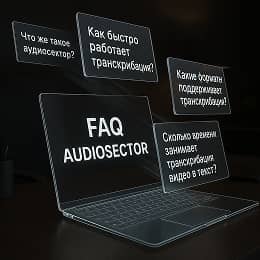 Что же такое
аудиосектор?
Как быстро
работает
транскрибация?
Какие форматы
поддерживает
транскрибация?
FAQ
AUDIOSECTOR
Сколько времени
занимает
транскрибация
видео в текст?